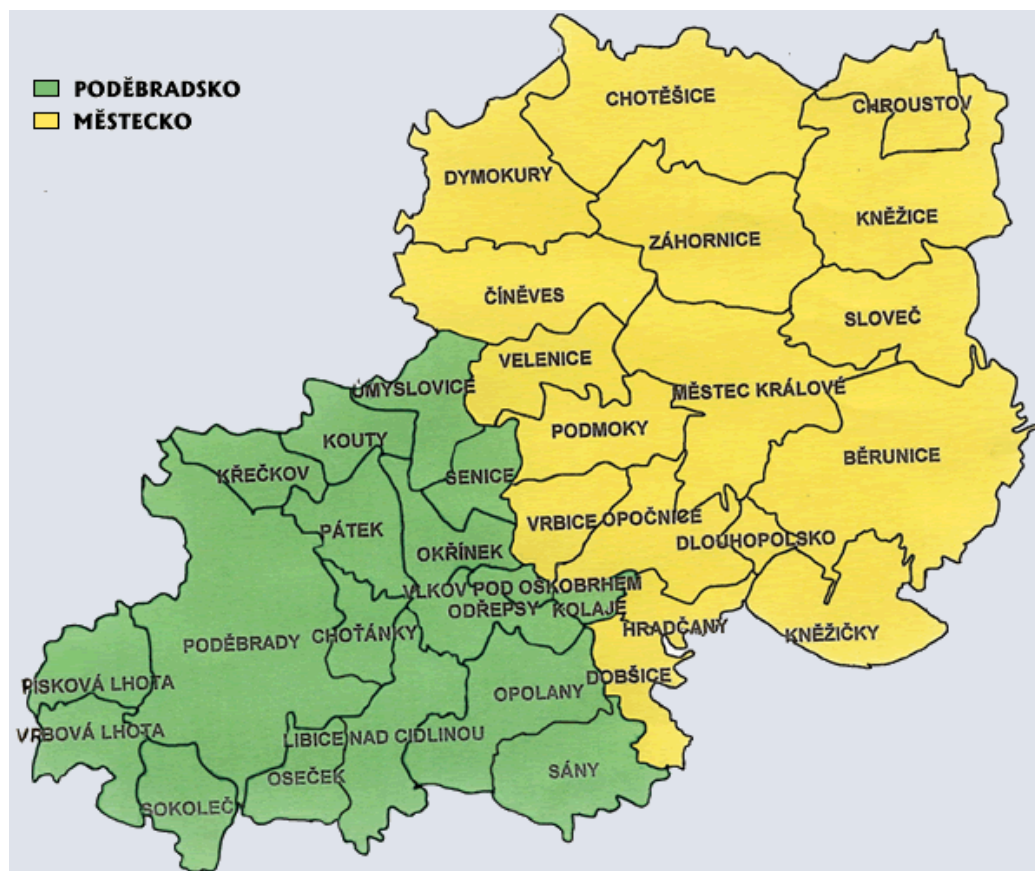 PODĚBRADSKO
MĚSTECKO
CHOTĚŠICE
CHROUSTOV
DYMOKURY
KNĚŽICE
ZÁHORNICE
ČÍNĚVES
SLOVEČ
VELENICE
ÚMYSLOVICE
MĚSTEC KRÁLOVÉ
PODMOKY
KOUTY
BĚRUNICE
KŘEČKOV
SENICE
VRBICE
OPOČNICE
PÁTEK
DLOUHOPOLSKO
OKŘÍNEK
VLKOV POD OSKOBRHEM
ODŘEPSY
KOLAJE
HRADČANY
KNĚŽIČKY
PODĚBRADY
CHOŤÁNKY
DOBŠICE
PÍSKOVÁ LHOTA
OPOLANY
VRBOVÁ LHOTA
LIBICE NAD CIDLINOU
SÁNY
OSEČEK
SOKOLEČ